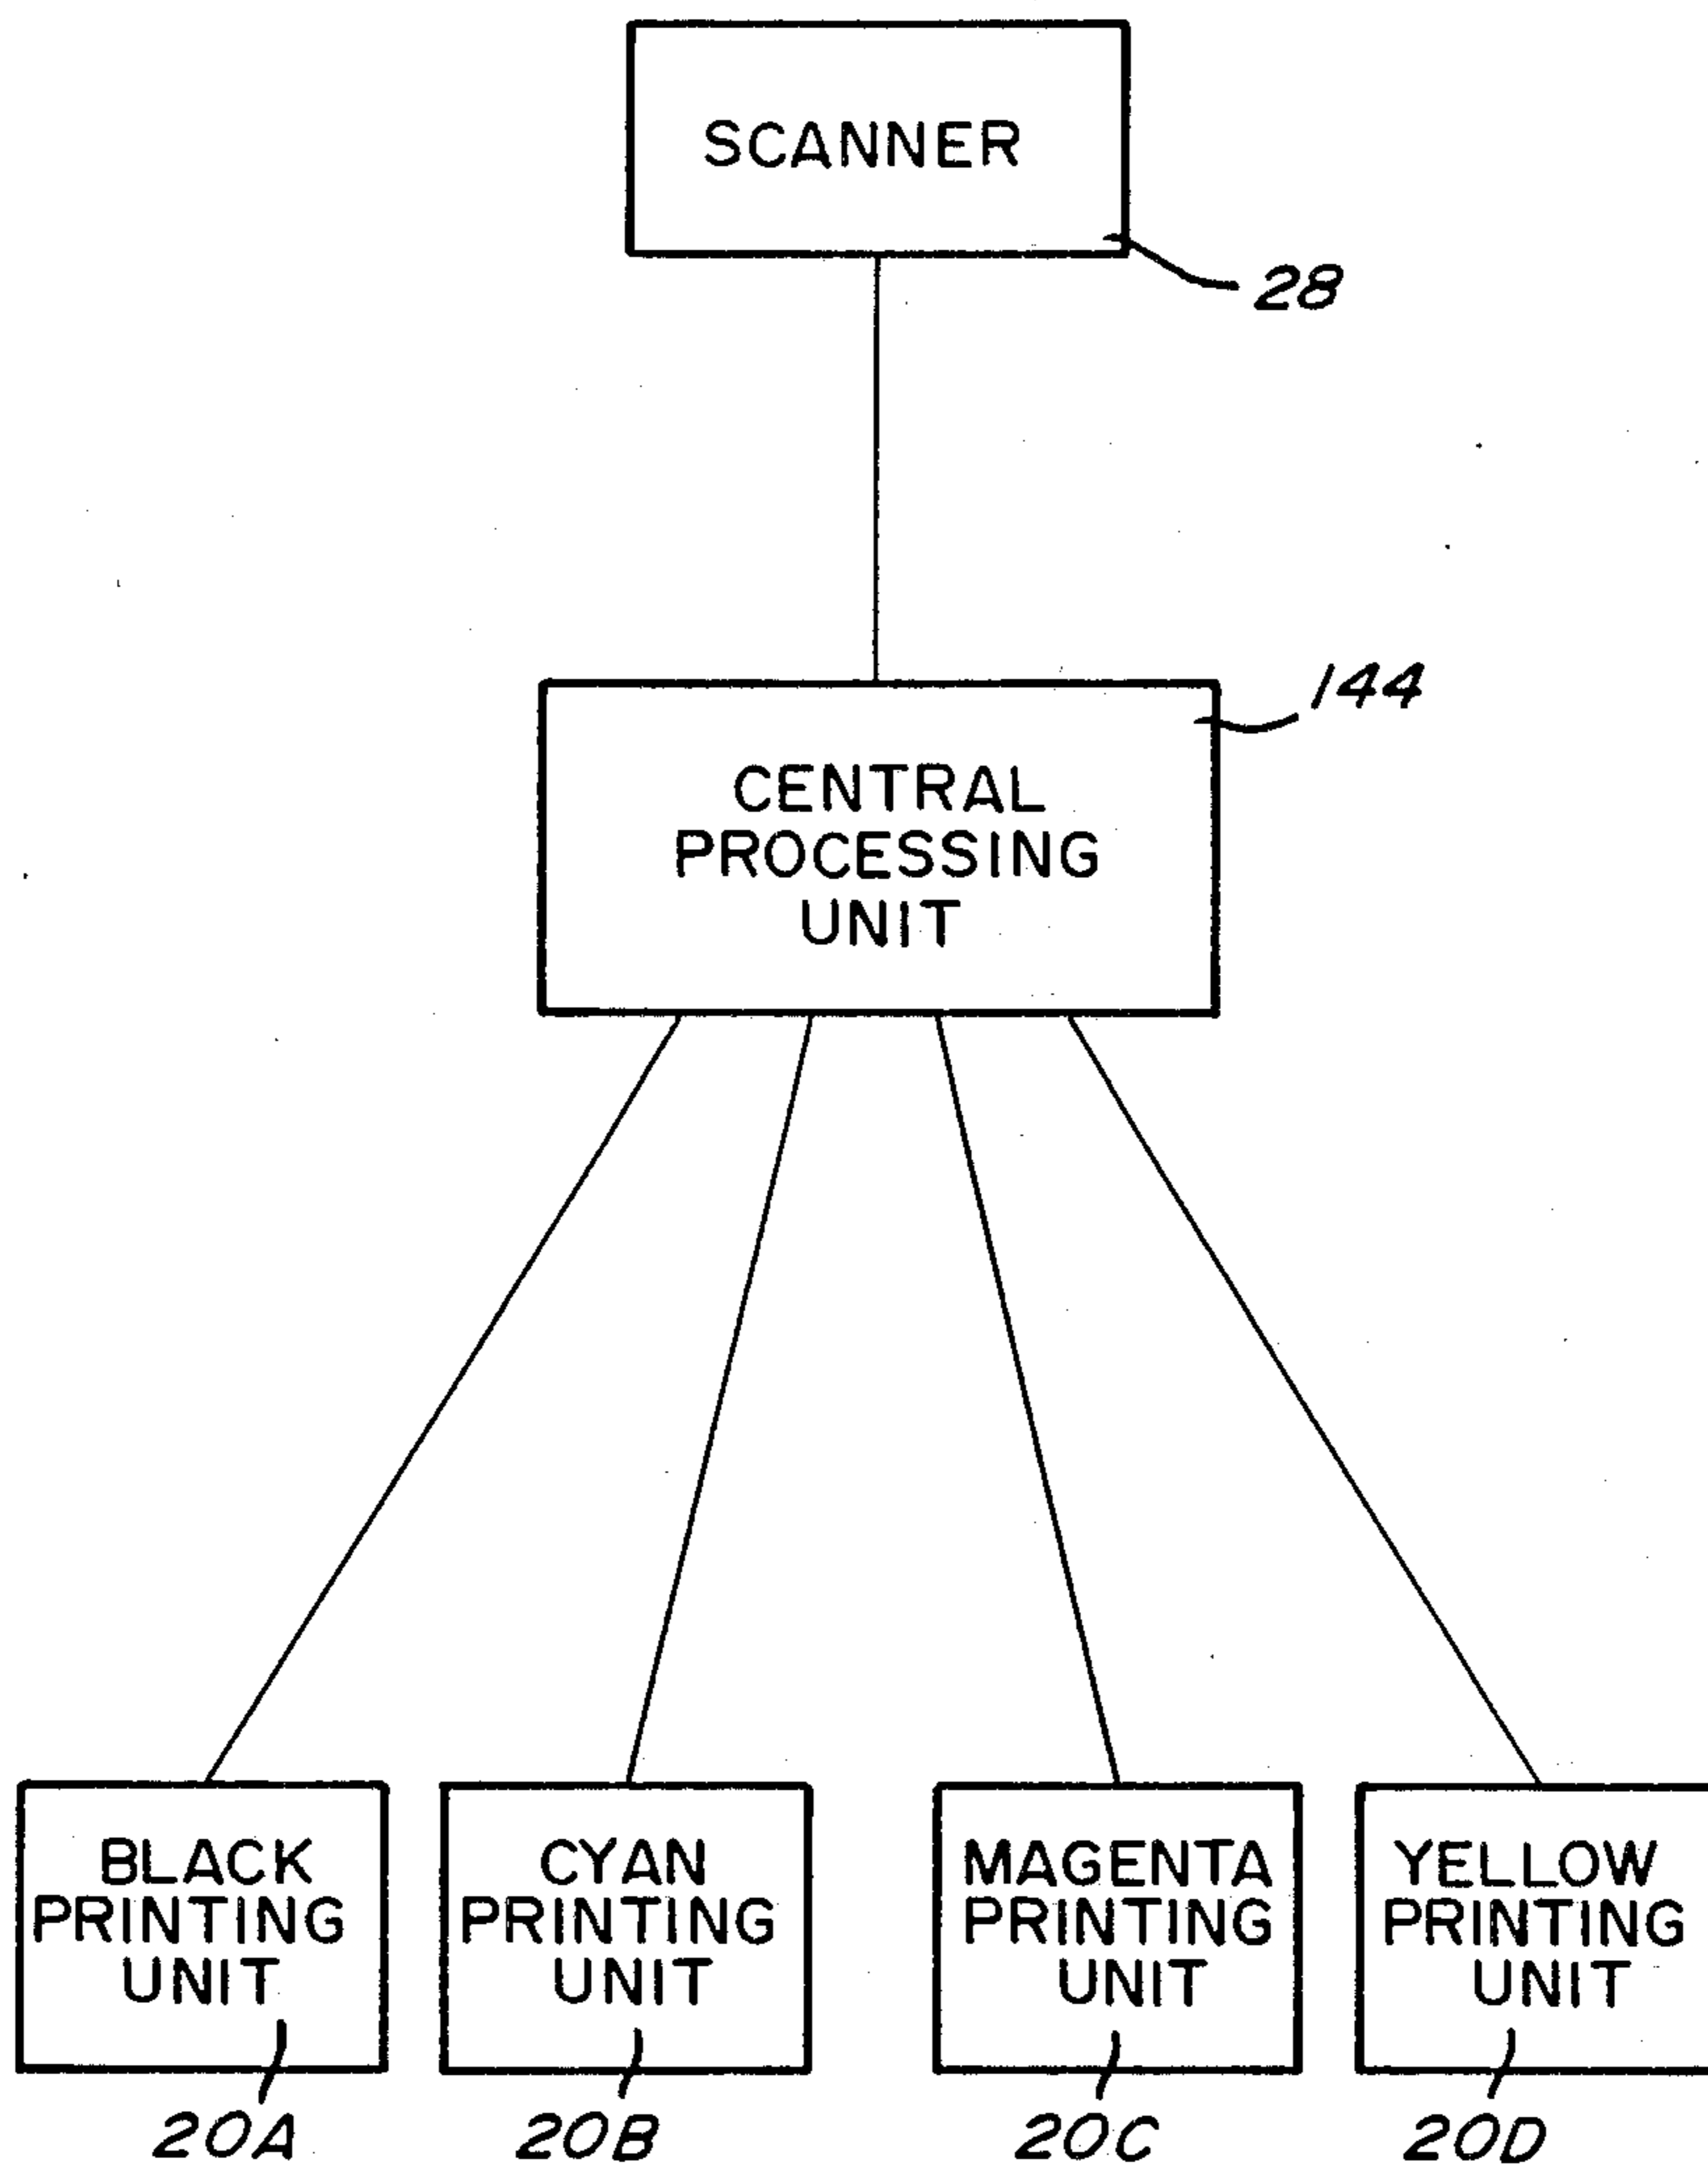 SCANNER
28
144
CENTRAL
PROCESSING
UNIT
BLACK
PRINTING
UNIT
20A
CYAN
PRINTING
UNIT
20B
MAGENTA
PRINTING
UNIT
20C
YELLOW
PRINTING
UNIT
20D